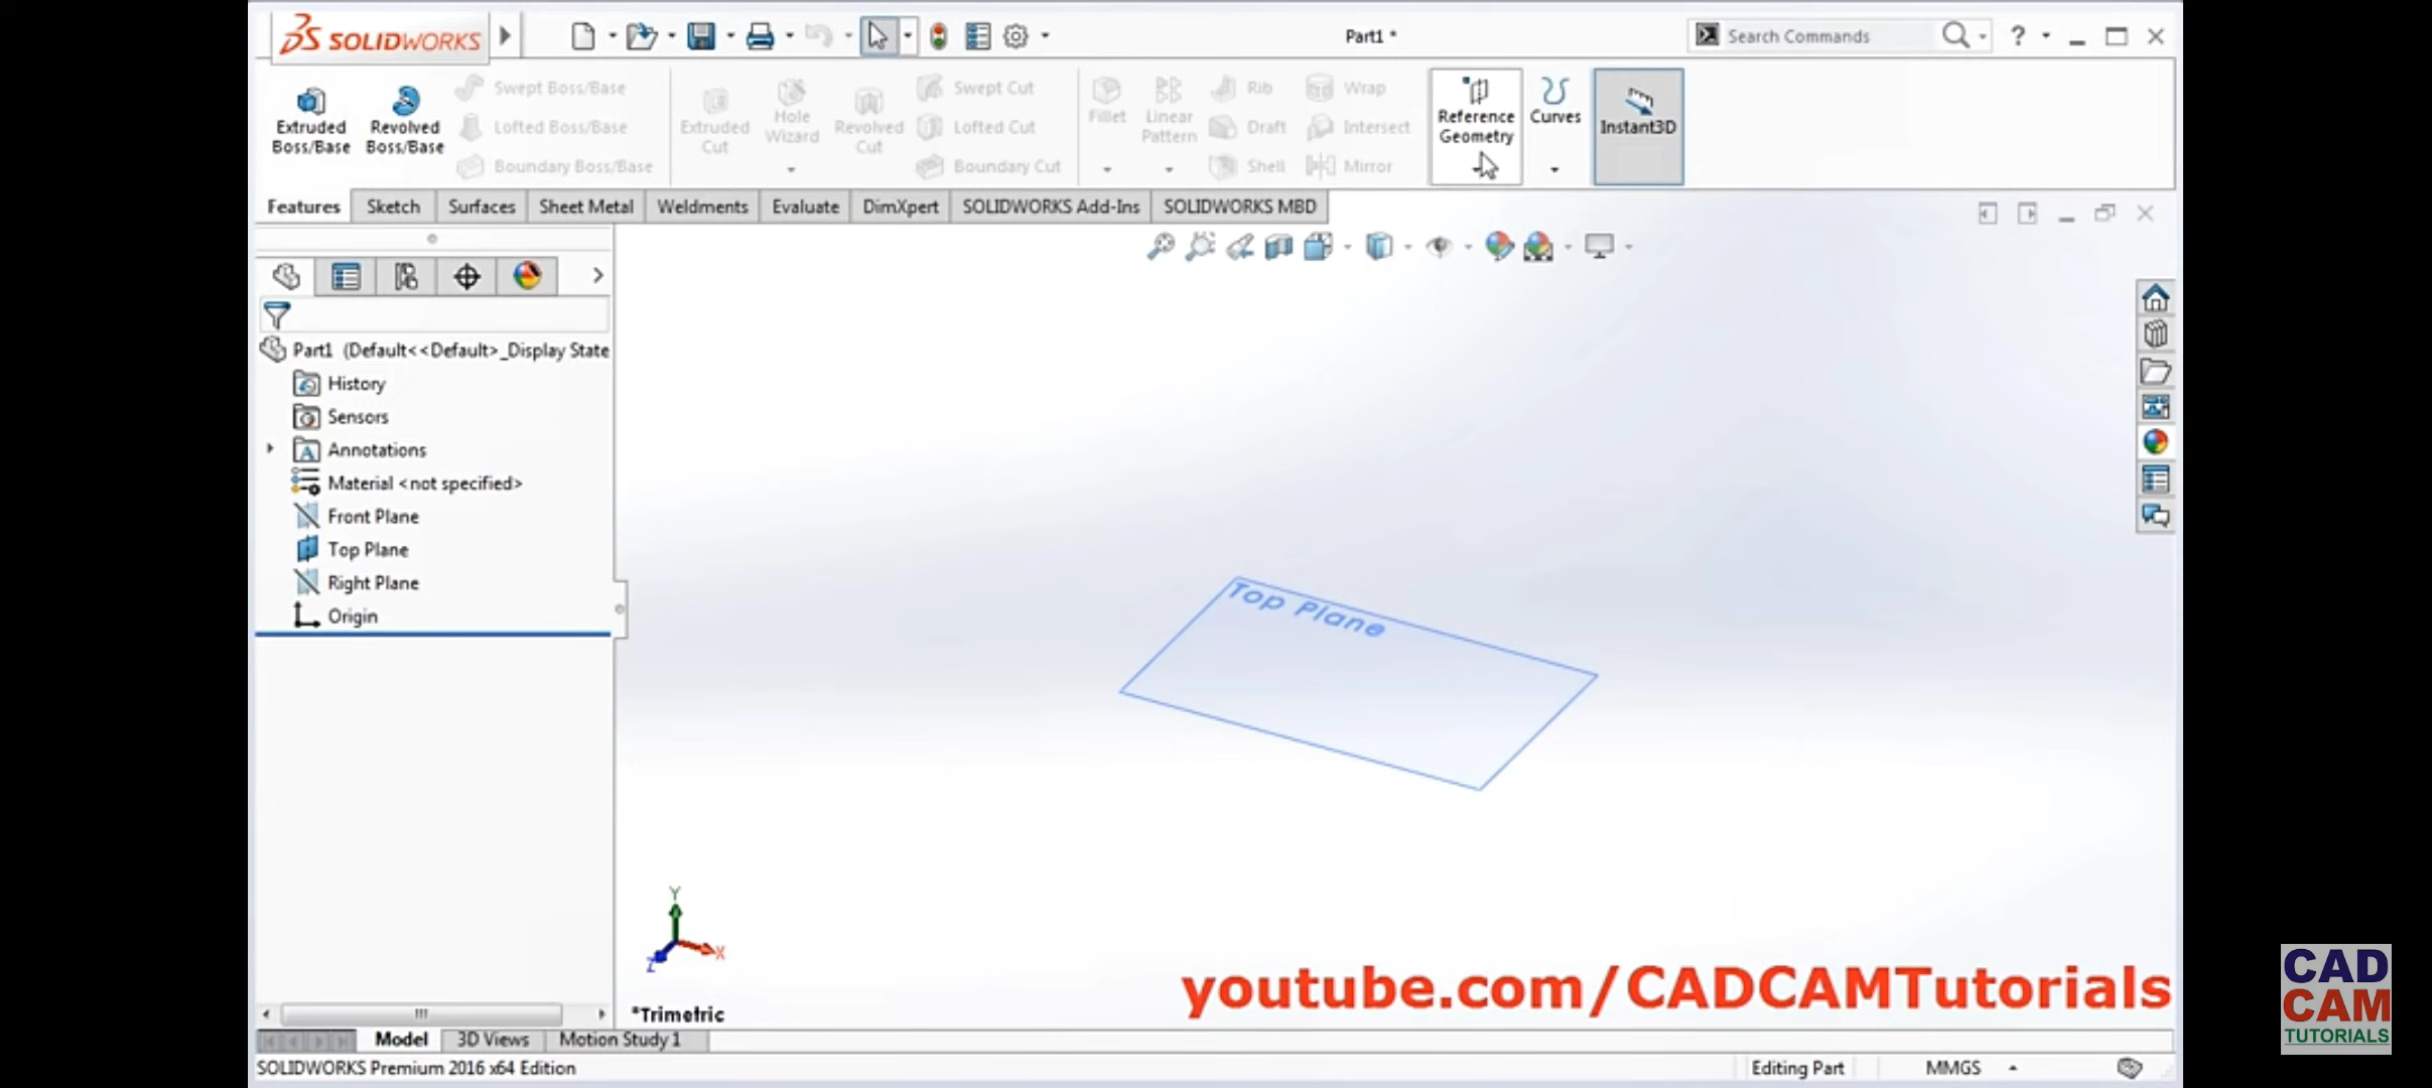 SOLIDWORKS
Part1 *
Search Commands
?
Extruded Boss/Base
Revolved Boss/Base
Swept Boss/Base
Lofted Boss/Base
Boundary Boss/Base
Extruded Cut
Hole Wizard
Revolved Cut
Swept Cut
Lofted Cut
Boundary Cut
Fillet
Linear Pattern
Rib
Draft
Shell
Wrap
Intersect
Mirror
Reference Geometry
Curves
Instant3D
Features
Sketch
Surfaces
Sheet Metal
Weldments
Evaluate
DimXpert
SOLIDWORKS Add-Ins
SOLIDWORKS MBD
Part1 (Default<<Default>_Display State
History
Sensors
Annotations
Material <not specified>
Front Plane
Top Plane
Right Plane
Origin
Top Plane
Y
X
Z
*Trimetric
youtube.com/CADCAMTutorials
CAD
CAM
TUTORIALS
Model
3D Views
Motion Study 1
SOLIDWORKS Premium 2016 x64 Edition
Editing Part
MMGS